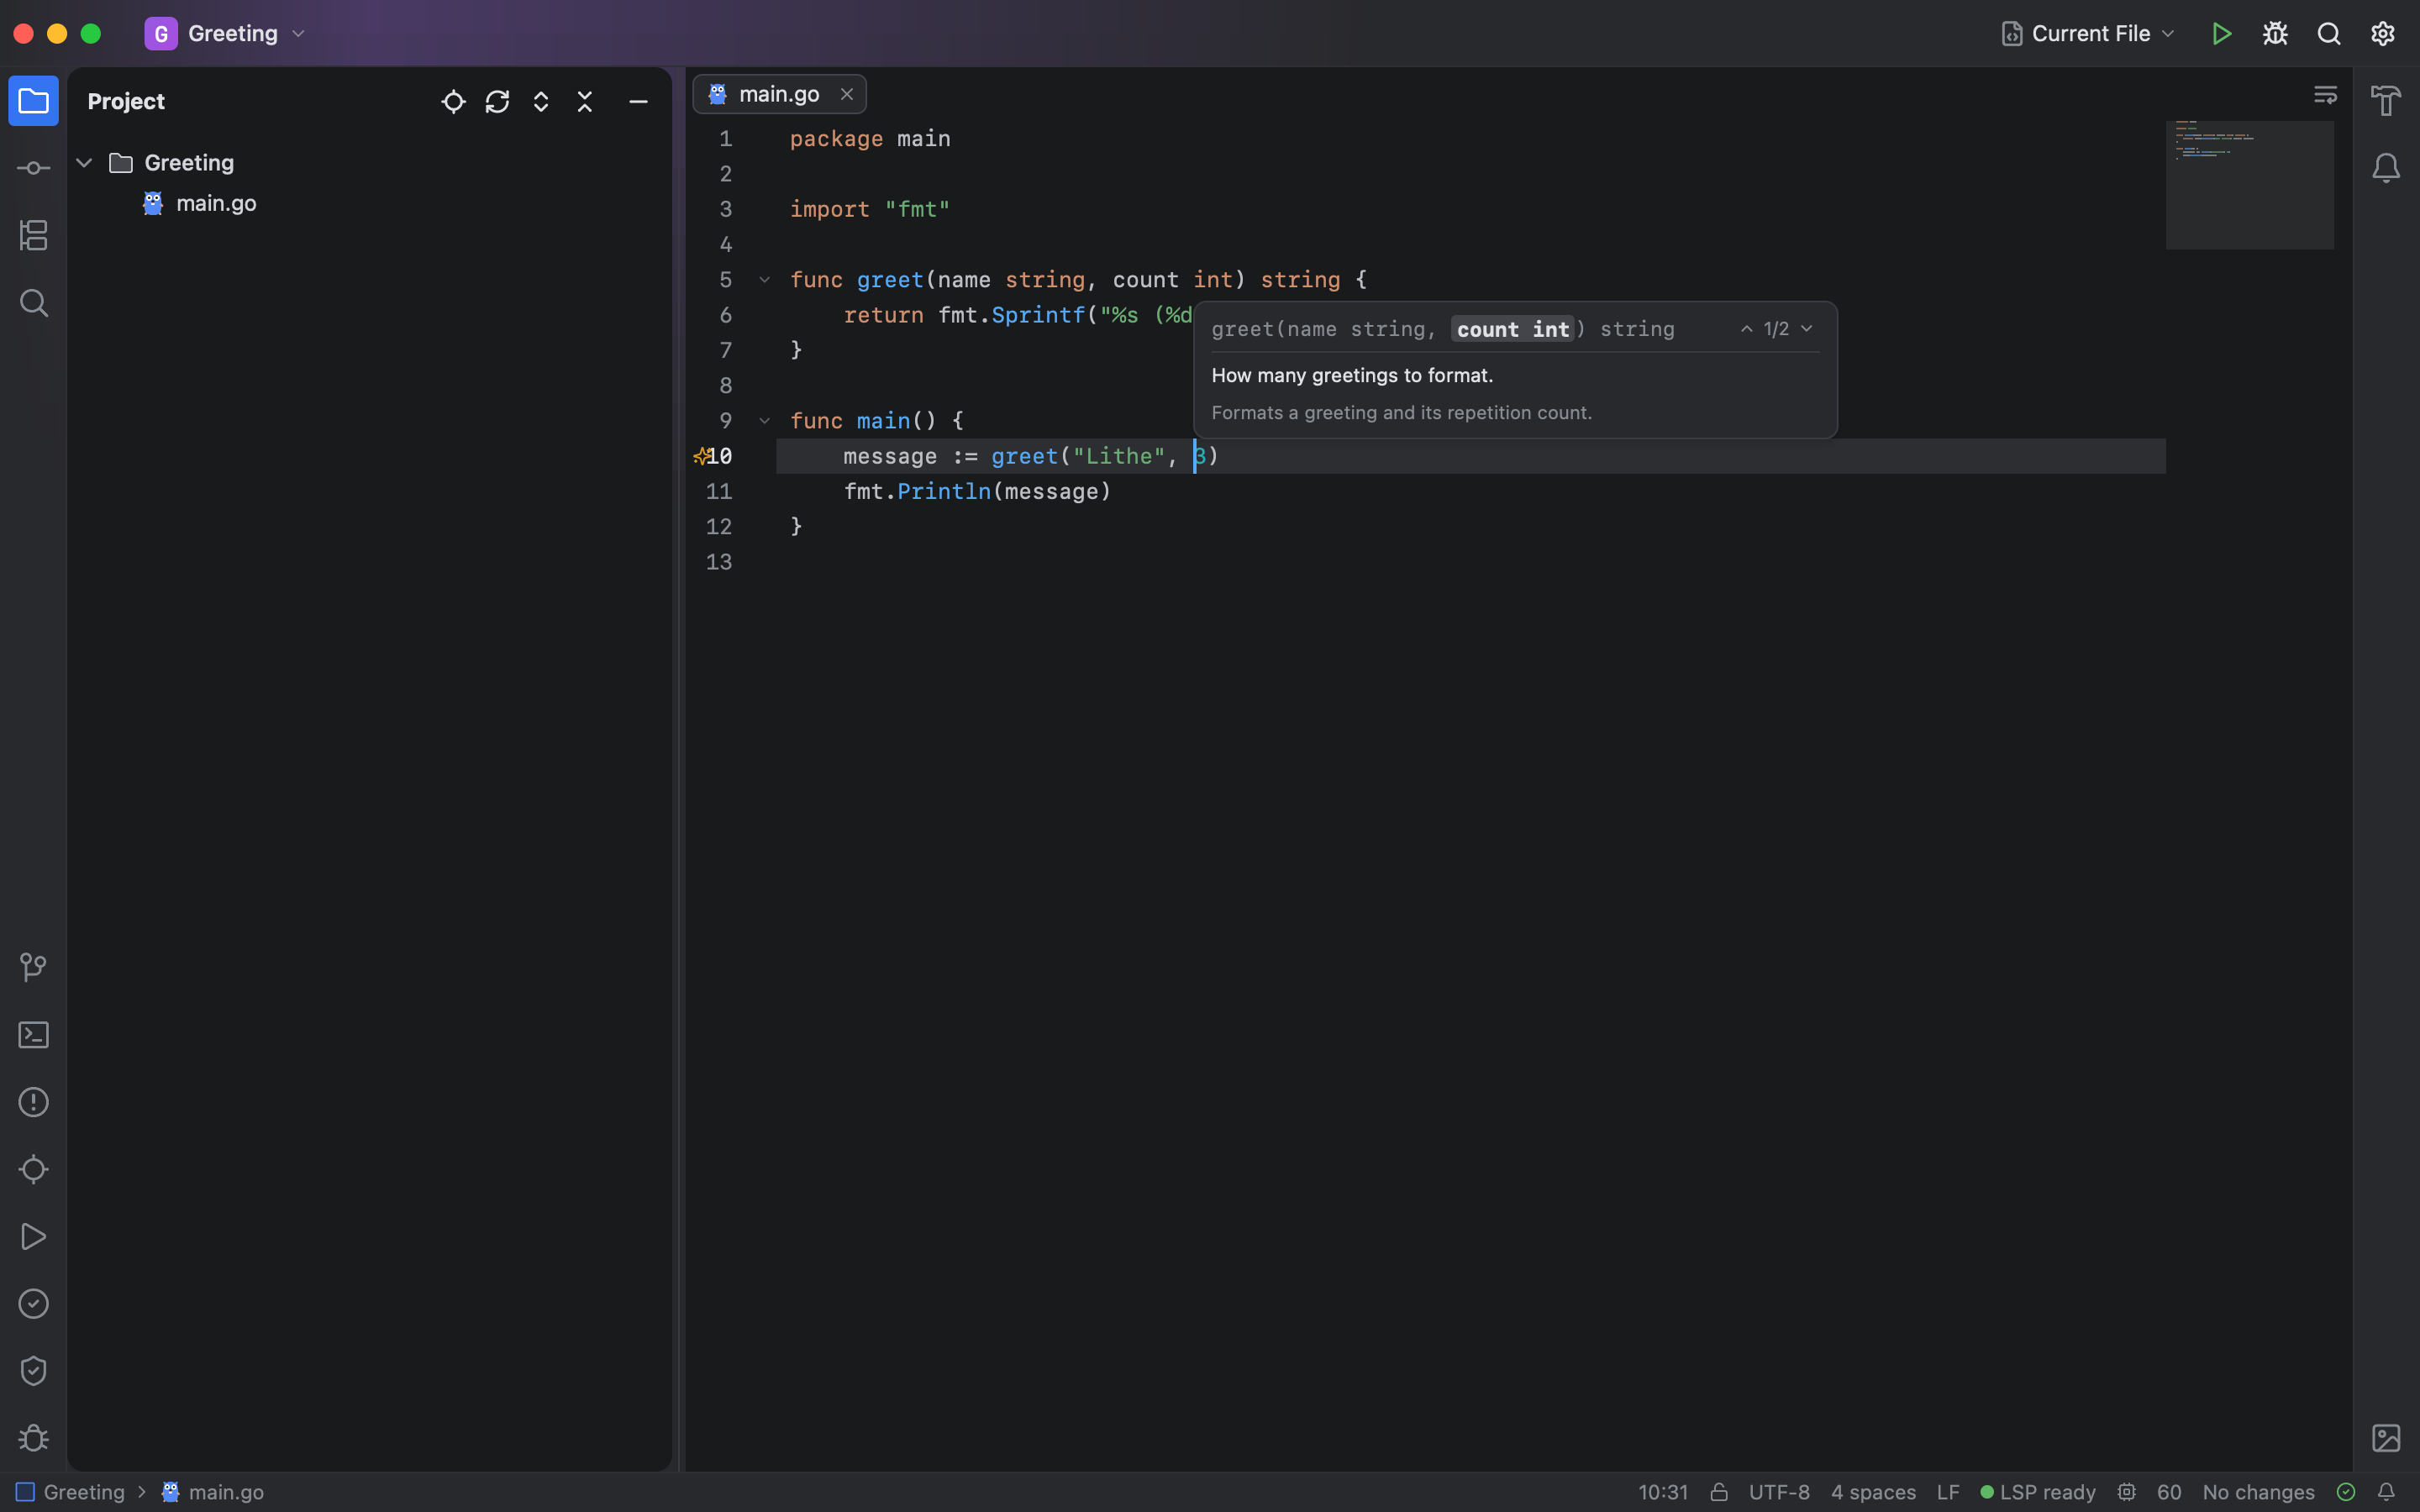 G Greeting
Current File
Project
Greeting
main.go
main.go
1 package main
2
3 import "fmt"
4
5 func greet(name string, count int) string {
6 return fmt.Sprintf("%s (%d
7 }
8
9 func main() {
10 message := greet("Lithe", 3)
11 fmt.Println(message)
12 }
13
greet(name string, count int) string
1/2
How many greetings to format.
Formats a greeting and its repetition count.
Greeting > main.go
10:31 UTF-8 4 spaces LF LSP ready 60 No changes